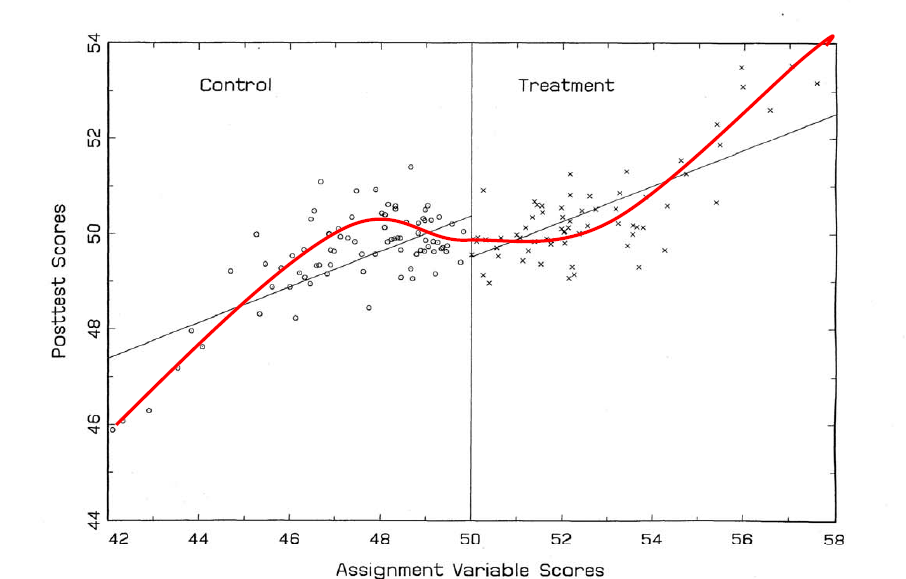 54
Control Treatment
52
50
48
46
44
42 44 46 48 50 52 54 56 58
Posttest Scores
Assignment Variable Scores